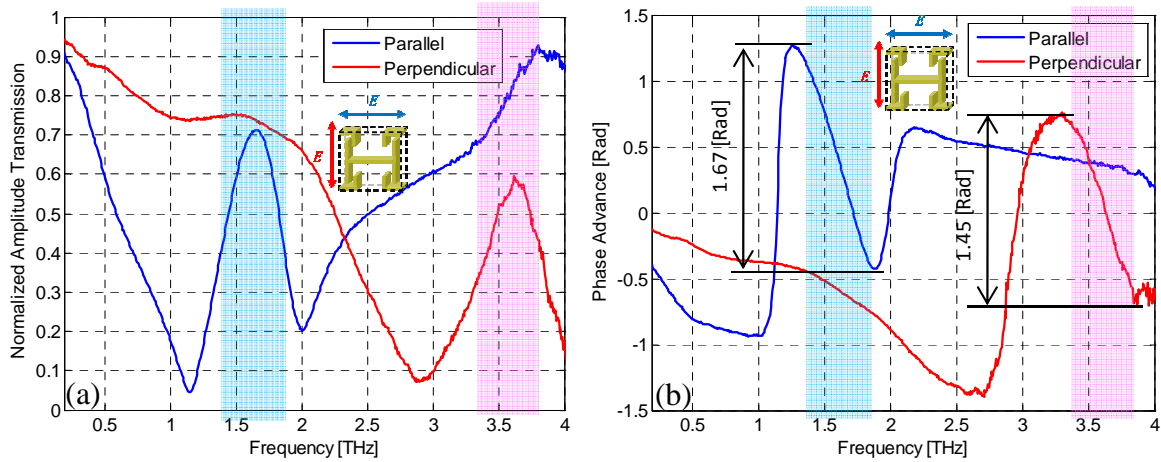 1
0.9
0.8
0.7
0.6
0.5
0.4
0.3
0.2
0.1
0
0.5
1
1.5
2
2.5
3
3.5
4
Normalized Amplitude Transmission
Frequency [THz]
Parallel
Perpendicular
E
E
(a)
1.5
1
0.5
0
-0.5
-1
-1.5
0.5
1
1.5
2
2.5
3
3.5
4
Phase Advance [Rad]
Frequency [THz]
Parallel
Perpendicular
E
E
1.67 [Rad]
1.45 [Rad]
(b)